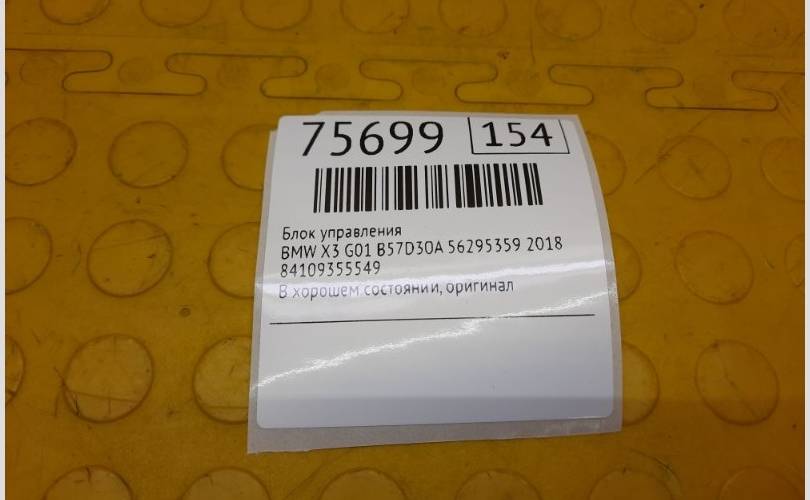 75699 154
Блок управления
BMW X3 G01 B57D30A 56295359 2018
84109355549
В хорошем состоянии, оригинал